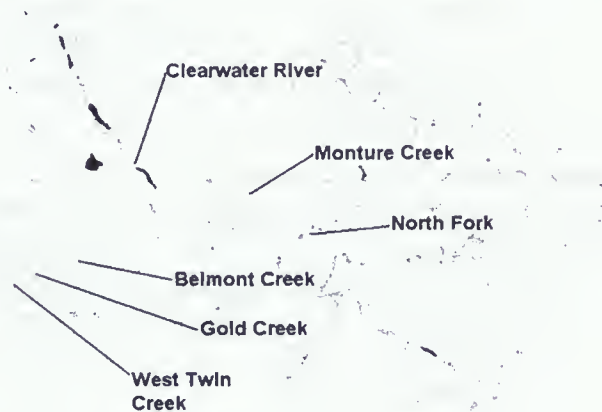 Clearwater River
Monture Creek
North Fork
Belmont Creek
Gold Creek
West Twin
Creek